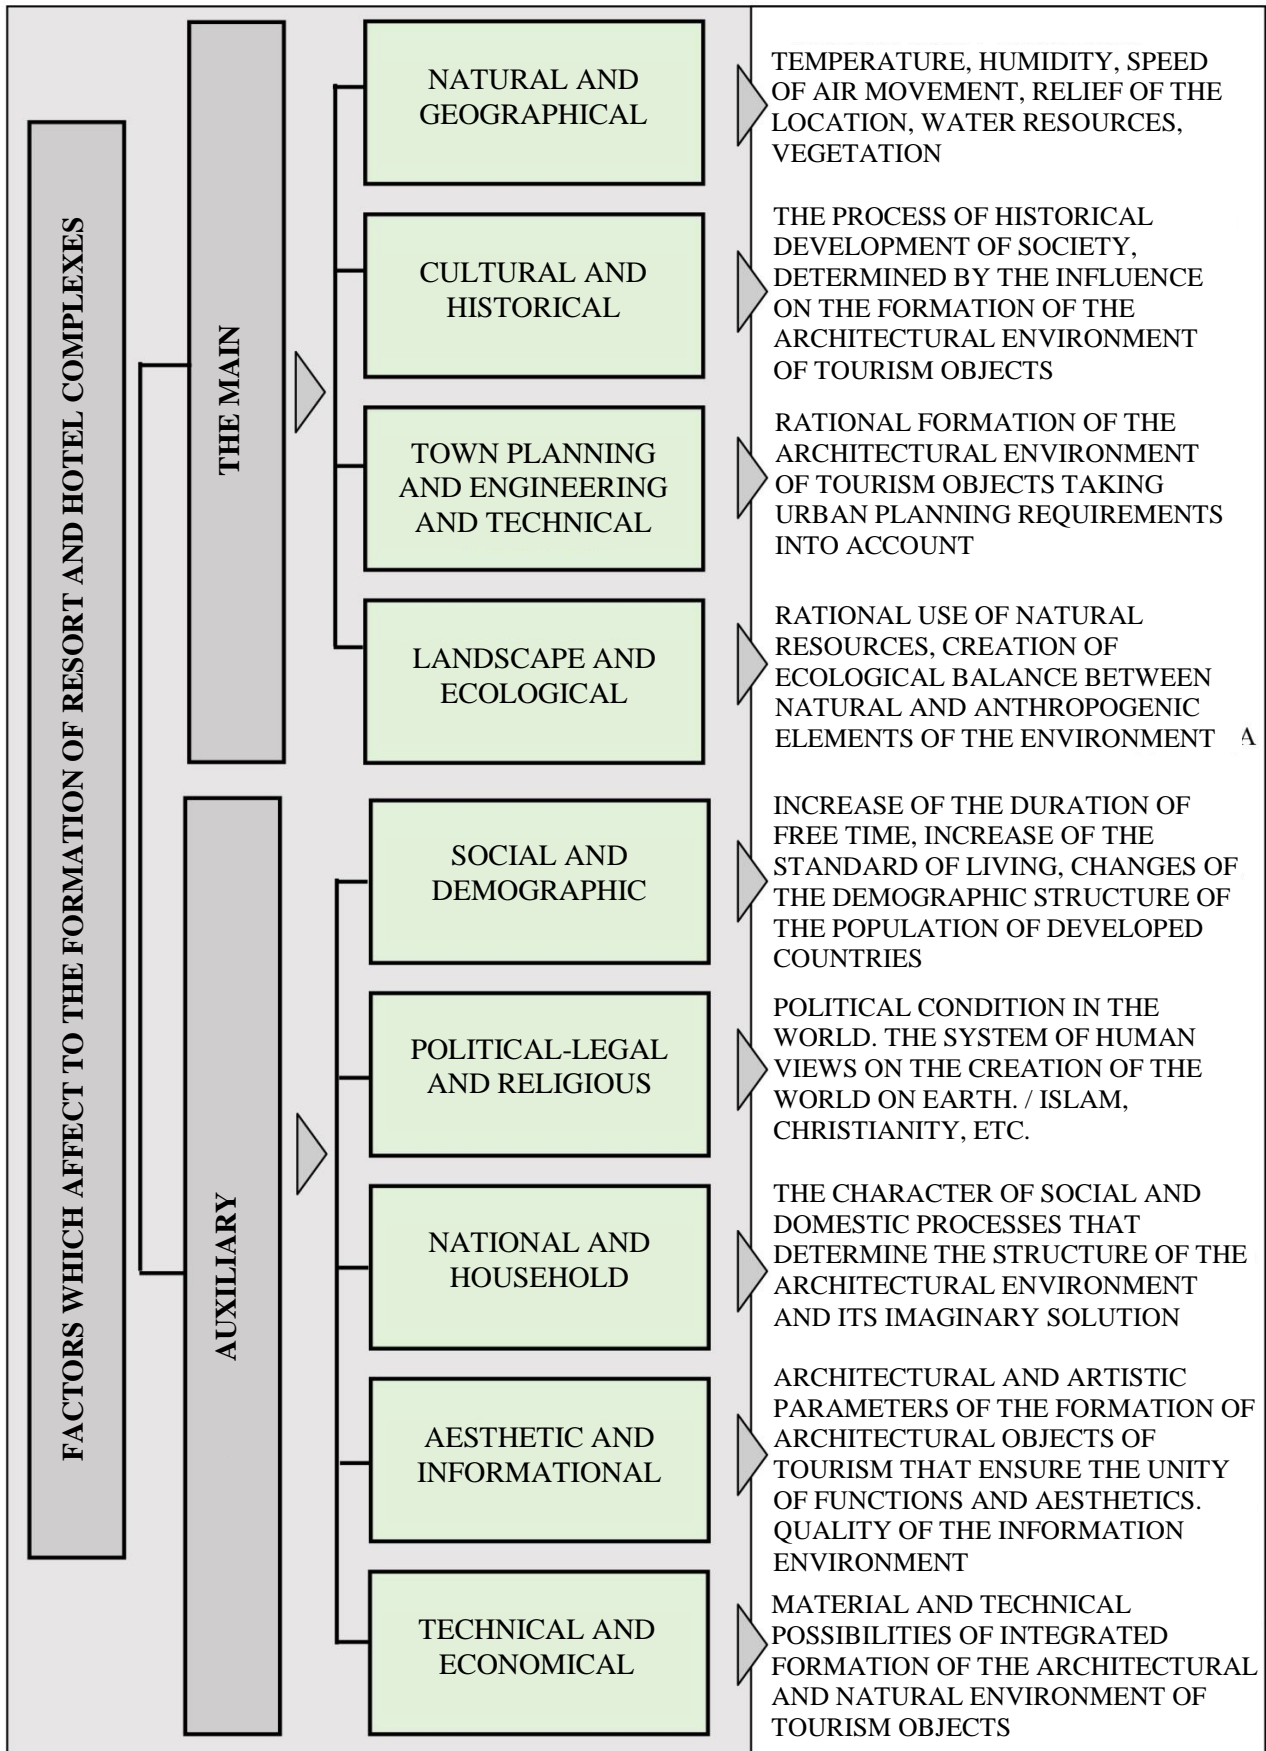 FACTORS WHICH AFFECT TO THE FORMATION OF RESORT AND HOTEL COMPLEXES
THE MAIN
NATURAL AND
GEOGRAPHICAL
TEMPERATURE, HUMIDITY, SPEED
OF AIR MOVEMENT, RELIEF OF THE
LOCATION, WATER RESOURCES,
VEGETATION
CULTURAL AND
HISTORICAL
THE PROCESS OF HISTORICAL
DEVELOPMENT OF SOCIETY,
DETERMINED BY THE INFLUENCE
ON THE FORMATION OF THE
ARCHITECTURAL ENVIRONMENT
OF TOURISM OBJECTS
TOWN PLANNING
AND ENGINEERING
AND TECHNICAL
RATIONAL FORMATION OF THE
ARCHITECTURAL ENVIRONMENT
OF TOURISM OBJECTS TAKING
URBAN PLANNING REQUIREMENTS
INTO ACCOUNT
LANDSCAPE AND
ECOLOGICAL
RATIONAL USE OF NATURAL
RESOURCES, CREATION OF
ECOLOGICAL BALANCE BETWEEN
NATURAL AND ANTHROPOGENIC
ELEMENTS OF THE ENVIRONMENT A
AUXILIARY
SOCIAL AND
DEMOGRAPHIC
INCREASE OF THE DURATION OF
FREE TIME, INCREASE OF THE
STANDARD OF LIVING, CHANGES OF
THE DEMOGRAPHIC STRUCTURE OF
THE POPULATION OF DEVELOPED
COUNTRIES
POLITICAL-LEGAL
AND RELIGIOUS
POLITICAL CONDITION IN THE
WORLD. THE SYSTEM OF HUMAN
VIEWS ON THE CREATION OF THE
WORLD ON EARTH. / ISLAM,
CHRISTIANITY, ETC.
NATIONAL AND
HOUSEHOLD
THE CHARACTER OF SOCIAL AND
DOMESTIC PROCESSES THAT
DETERMINE THE STRUCTURE OF THE
ARCHITECTURAL ENVIRONMENT
AND ITS IMAGINARY SOLUTION
AESTHETIC AND
INFORMATIONAL
ARCHITECTURAL AND ARTISTIC
PARAMETERS OF THE FORMATION OF
ARCHITECTURAL OBJECTS OF
TOURISM THAT ENSURE THE UNITY
OF FUNCTIONS AND AESTHETICS.
QUALITY OF THE INFORMATION
ENVIRONMENT
TECHNICAL AND
ECONOMICAL
MATERIAL AND TECHNICAL
POSSIBILITIES OF INTEGRATED
FORMATION OF THE ARCHITECTURAL
AND NATURAL ENVIRONMENT OF
TOURISM OBJECTS